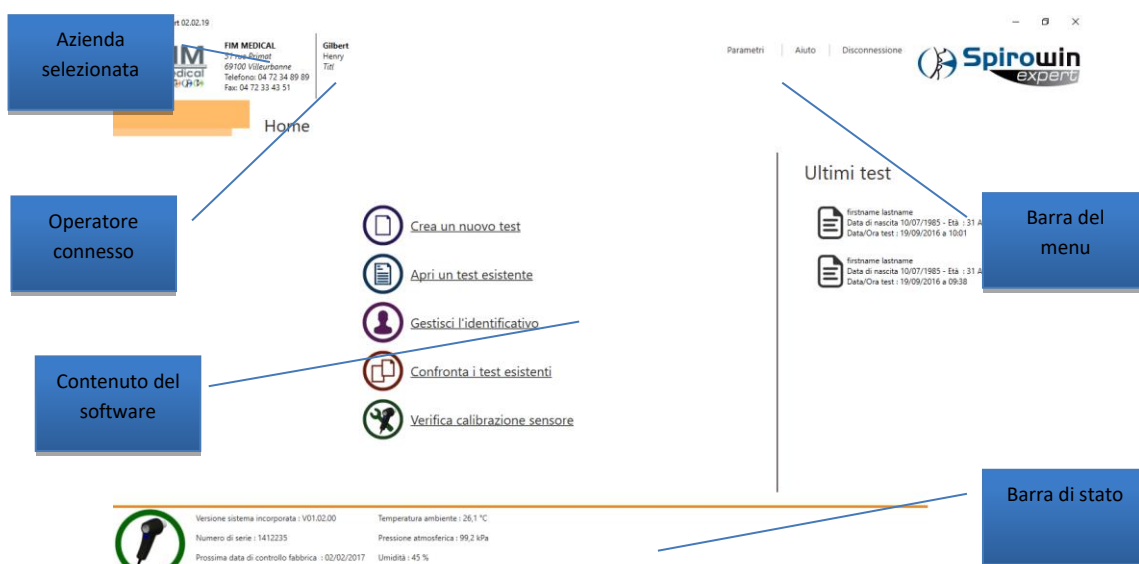 02.02.19
Azienda
selezionata
FIM MEDICAL
51 rue Primat
69100 Villeurbanne
Telefono: 04 72 34 89 89
Fax: 04 72 33 43 51
Gilbert
Henry
Titl
Parametri
Aiuto
Disconnessione
Spirowin
expert
Home
Operatore
connesso
Contenuto del
software
Crea un nuovo test
Apri un test esistente
Gestisci l'identificativo
Confronta i test esistenti
Verifica calibrazione sensore
Ultimi test
firstname lastname
Data di nascita 10/07/1985 - Età : 31 A
Data/Ora test : 19/09/2016 a 10:01
firstname lastname
Data di nascita 10/07/1985 - Età : 31 A
Data/Ora test : 19/09/2016 a 09:38
Barra del
menu
Barra di stato
Versione sistema incorporata : V01.02.00
Numero di serie : 1412235
Prossima data di controllo fabbrica : 02/02/2017
Temperatura ambiente : 26,1 °C
Pressione atmosferica : 99,2 kPa
Umidità : 45 %